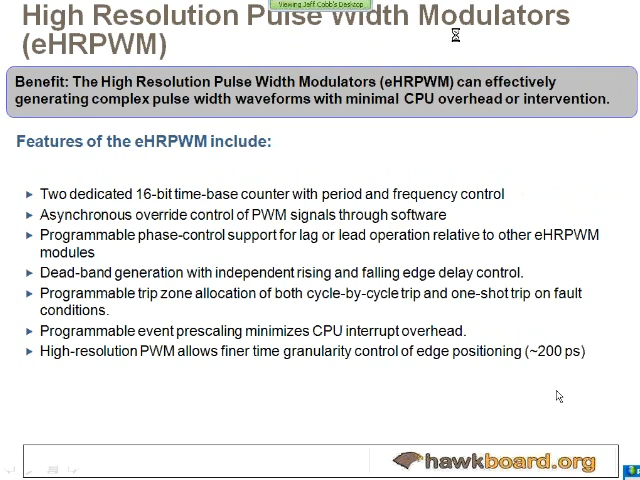 Viewing Jeff Cobb's Desktop
High Resolution Pulse Width Modulators
(eHRPWM)
Benefit: The High Resolution Pulse Width Modulators (eHRPWM) can effectively
generating complex pulse width waveforms with minimal CPU overhead or intervention.
Features of the eHRPWM include:
Two dedicated 16-bit time-base counter with period and frequency control
Asynchronous override control of PWM signals through software
Programmable phase-control support for lag or lead operation relative to other eHRPWM
modules
Dead-band generation with independent rising and falling edge delay control.
Programmable trip zone allocation of both cycle-by-cycle trip and one-shot trip on fault
conditions.
Programmable event prescaling minimizes CPU interrupt overhead.
High-resolution PWM allows finer time granularity control of edge positioning (~200 ps)
hawkboard.org